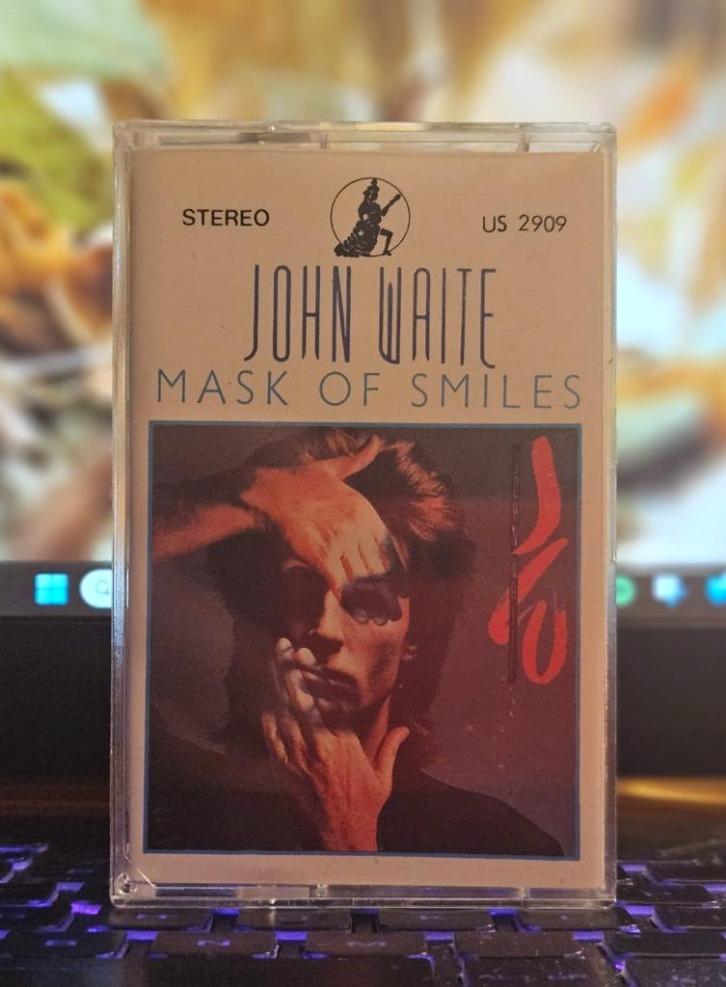 STEREO
US 2909
JOHN WAITE
MASK OF SMILES